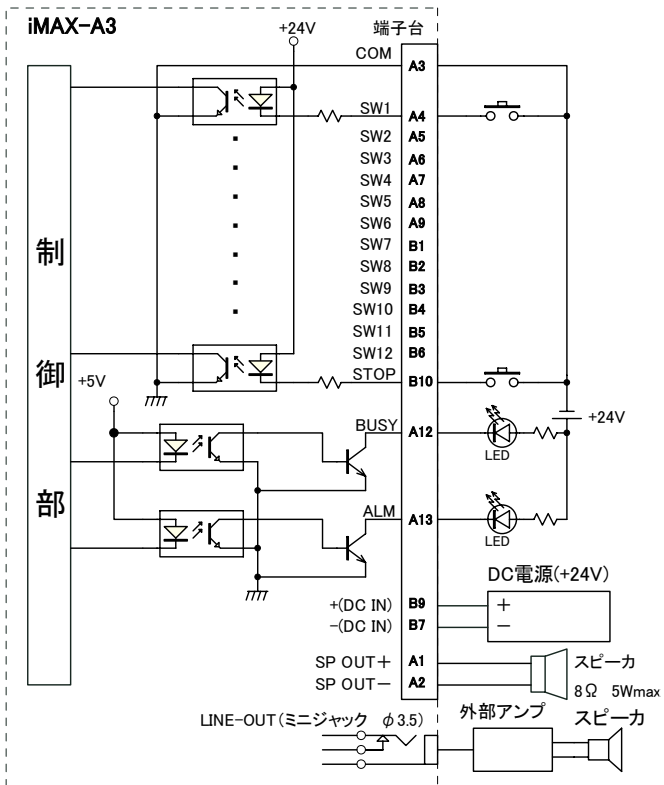 iMAX-A3
+24V
端子台
COM A3
SW1 A4
SW2 A5
SW3 A6
SW4 A7
SW5 A8
SW6 A9
SW7 B1
SW8 B2
SW9 B3
SW10 B4
SW11 B5
SW12 B6
STOP B10
制御部
+5V
+24V
BUSY A12
LED
ALM A13
LED
DC電源(+24V)
+(DC IN) B9 +
−(DC IN) B7 −
SP OUT+ A1 スピーカ
SP OUT− A2 8Ω 5Wmax
LINE-OUT(ミニジャック φ3.5) 外部アンプ スピーカ